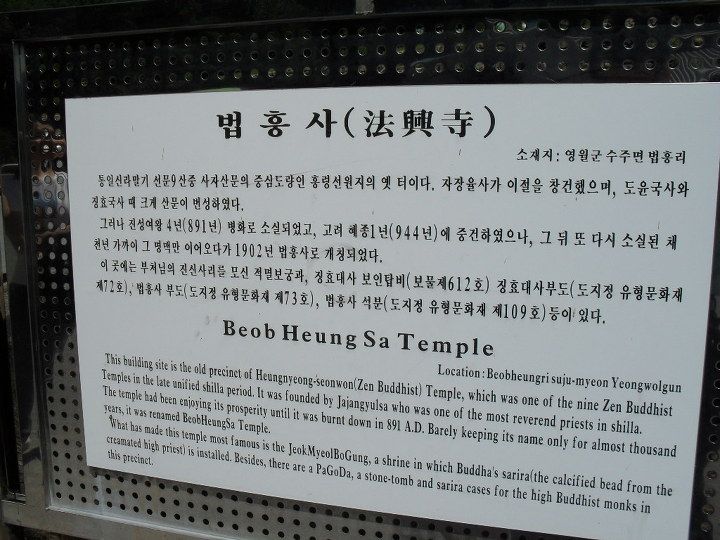 법 흥 사(法興寺)
소재지: 영월군 수주면 법흥리
통일신라말기 선문9산중 사자산문의 중심도량인 흥령선원지의 옛 터이다. 자장율사가 이절을 창건했으며, 도윤국사와
징효국사 때 크게 산문이 번성하였다.
그러나 진성여왕 4년(891년) 병화로 소실되었고, 고려 혜종1년(944년)에 중건하였으나, 그 뒤 또 다시 소실된 채
천년 가까이 그 명맥만 이어오다가 1902년 법흥사로 개칭되었다.
이 곳에는 부처님의 진신사리를 모신 적멸보궁과, 징효대사 보인탑비(보물제612호) 징효대사부도(도지정 유형문화재
제72호), 법흥사 부도(도지정 유형문화재 제73호), 법흥사 석분(도지정 유형문화재 제109호)등이 있다.
Beob Heung Sa Temple
Location : Beobheungri suju-myeon Yeongwolgun
This building site is the old precinct of Heungnyeong-seonwon(Zen Buddhist) Temple, which was one of the nine Zen Buddhist
Temples in the late unified shilla period. It was founded by Jajangyulsa who was one of the most reverend priests in shilla.
The temple had been enjoying its prosperity until it was burnt down in 891 A.D. Barely keeping its name only for almost thousand
years, it was renamed BeobHeungSa Temple.
What has made this temple most famous is the JeokMyeolBoGung, a shrine in which Buddha's sarira(the calcified bead from the
creamated high priest) is installed. Besides, there are a PaGoDa, a stone-tomb and sarira cases for the high Buddhist monks in
this precinct.